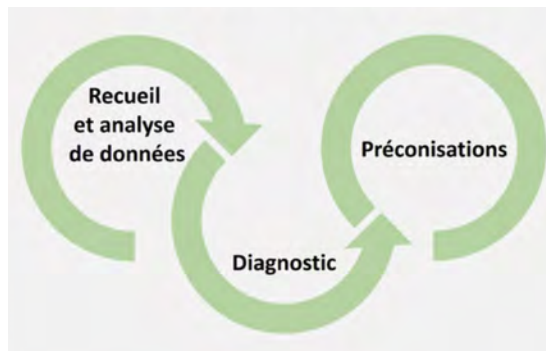 Recueil
et analyse
de données
Diagnostic
Préconisations